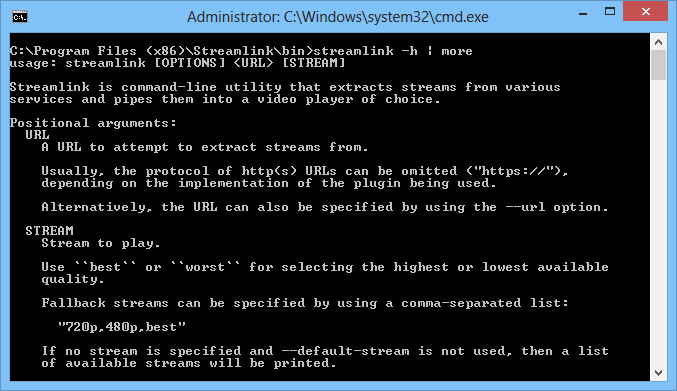 Administrator: C:\Windows\system32\cmd.exe
C:\Program Files (x86)\Streamlink\bin>streamlink -h | more
usage: streamlink [OPTIONS] <URL> [STREAM]
Streamlink is command-line utility that extracts streams from various
services and pipes them into a video player of choice.
Positional arguments:
URL
A URL to attempt to extract streams from.
Usually, the protocol of http(s) URLs can be omitted ("https://"),
depending on the implementation of the plugin being used.
Alternatively, the URL can also be specified by using the --url option.
STREAM
Stream to play.
Use ``best`` or ``worst`` for selecting the highest or lowest available
quality.
Fallback streams can be specified by using a comma-separated list:
"720p,480p,best"
If no stream is specified and --default-stream is not used, then a list
of available streams will be printed.